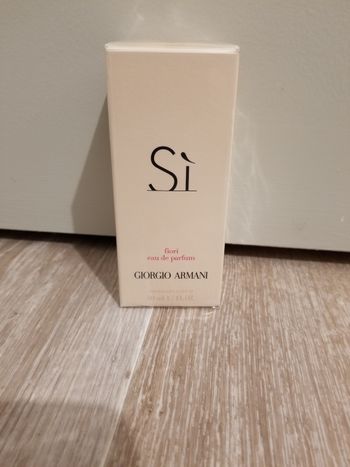 Sì
fiori
eau de parfum
GIORGIO ARMANI